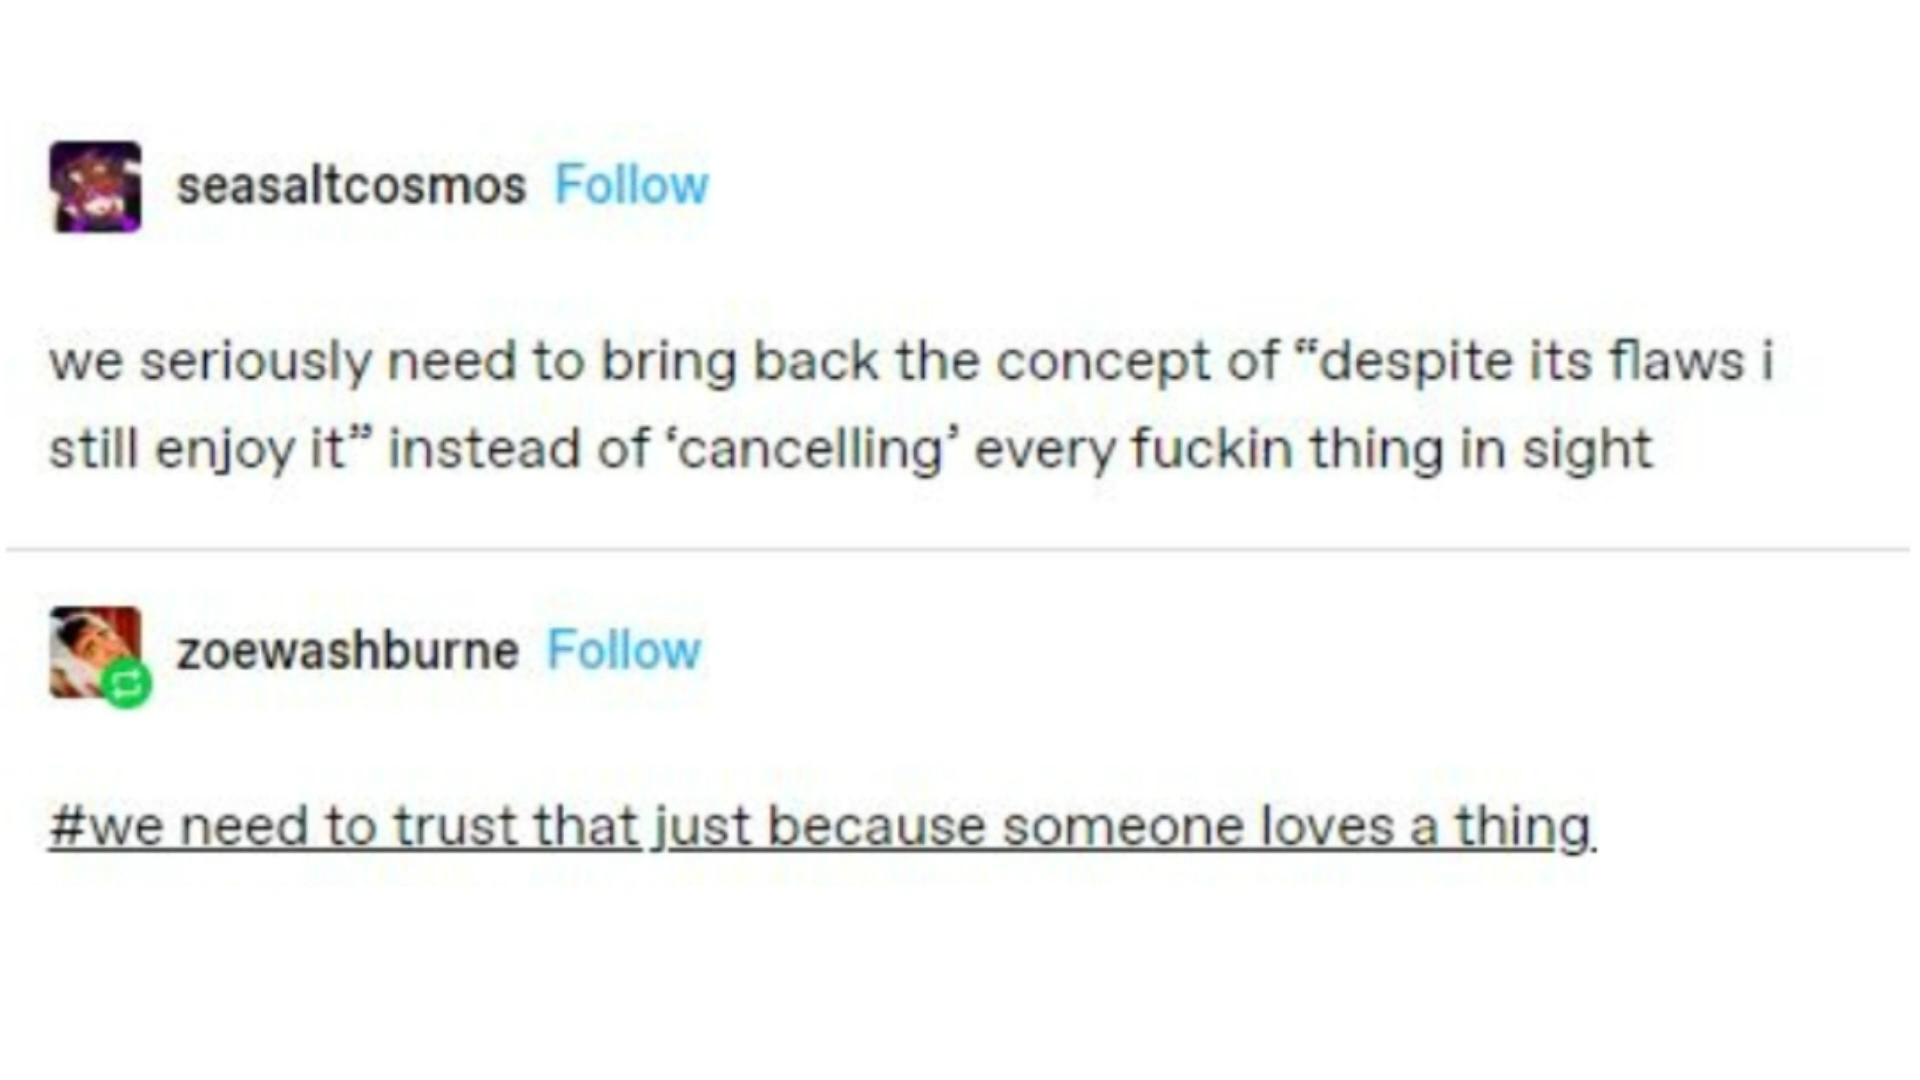 seasaltcosmos Follow
we seriously need to bring back the concept of “despite its flaws i
still enjoy it” instead of ‘cancelling’ every fuckin thing in sight
zoewashburne Follow
#we need to trust that just because someone loves a thing.